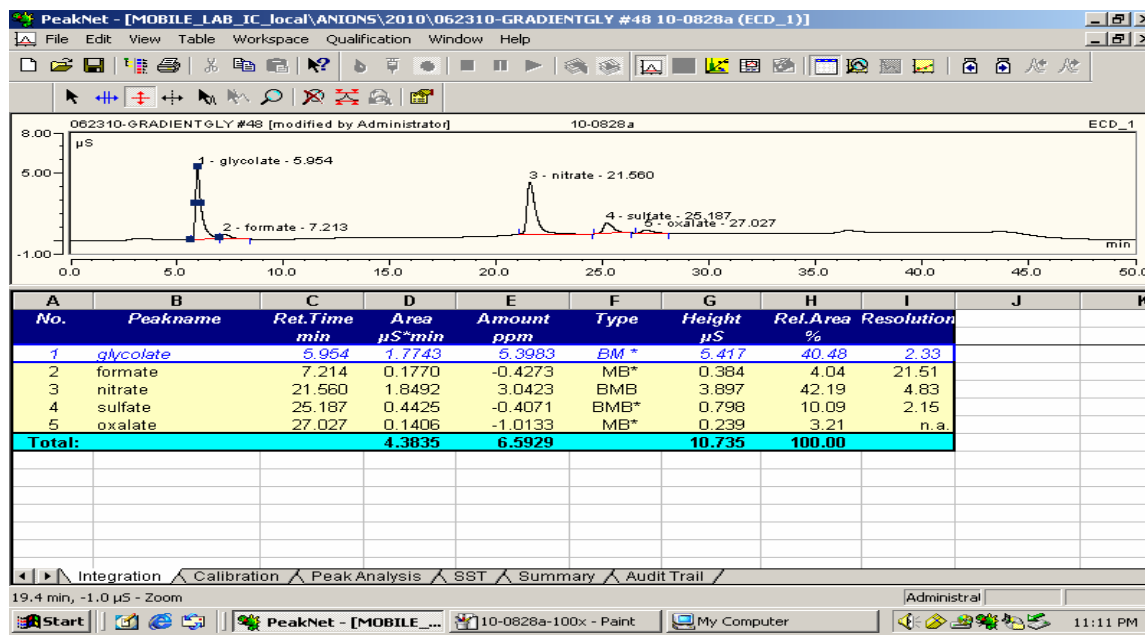 PeakNet - [MOBILE_LAB_IC_local\ANIONS\2010\062310-GRADIENTGLY #48 10-0828a (ECD_1)]
File Edit View Table Workspace Qualification Window Help
062310-GRADIENTGLY #48 [modified by Administrator] 10-0828a ECD_1
8.00
µS
5.00
-1.00
1 - glycolate - 5.954
2 - formate - 7.213
3 - nitrate - 21.560
4 - sulfate - 25.187
5 - oxalate - 27.027
min
0.0 5.0 10.0 15.0 20.0 25.0 30.0 35.0 40.0 45.0 50.0
A B C D E F G H I J K
No. Peakname Ret.Time Area Amount Type Height Rel.Area Resolution
min µS*min ppm µS %
1 glycolate 5.954 1.7743 5.3983 BM * 5.417 40.48 2.33
2 formate 7.214 0.1770 -0.4273 MB* 0.384 4.04 21.51
3 nitrate 21.560 1.8492 3.0423 BMB 3.897 42.19 4.83
4 sulfate 25.187 0.4425 -0.4071 BMB* 0.798 10.09 2.15
5 oxalate 27.027 0.1406 -1.0133 MB* 0.239 3.21 n.a.
Total: 4.3835 6.5929 10.735 100.00
Integration Calibration Peak Analysis SST Summary Audit Trail
19.4 min, -1.0 µS - Zoom Administral
Start PeakNet - [MOBILE_... 10-0828a-100x - Paint My Computer 11:11 PM